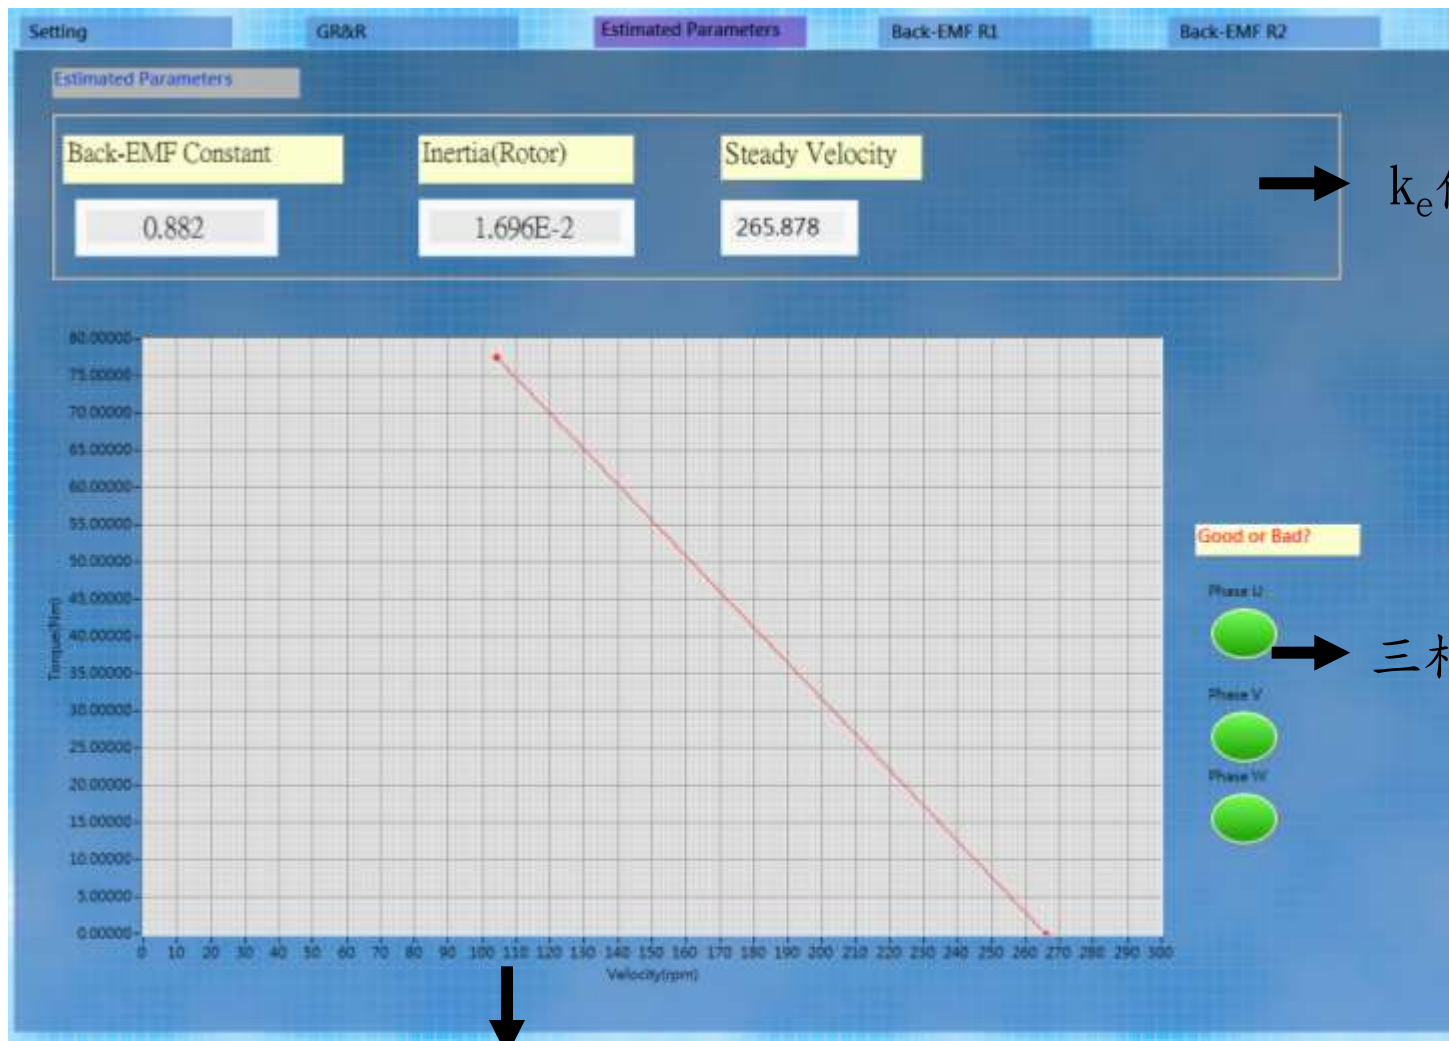 Setting GR&R Estimated Parameters Back-EMF R1 Back-EMF R2
Estimated Parameters
Back-EMF Constant Inertia(Rotor) Steady Velocity
0.882 1.696E-2 265.878
k_e
80.00000
75.00000
70.00000
65.00000
60.00000
55.00000
50.00000
45.00000
40.00000
35.00000
30.00000
25.00000
20.00000
15.00000
10.00000
5.00000
0.00000
Torque(Nm)
0 10 20 30 40 50 60 70 80 90 100 110 120 130 140 150 160 170 180 190 200 210 220 230 240 250 260 270 280 290 300
Velocity(rpm)
Good or Bad?
Phase U
三
Phase V
Phase W